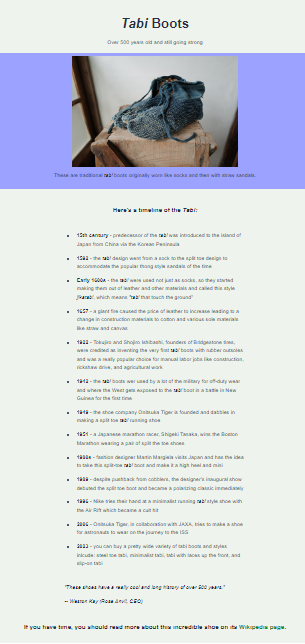 Tabi Boots
Over 500 years old and still going strong
These are traditional tabi boots originally worn like socks and then with straw sandals.
Here's a timeline of the Tabi:
15th century - predecessor of the tabi was introduced to the island of
Japan from China via the Korean Peninsula
1592 - the tabi design went from a sock to the split toe design to
accommodate the popular thong style sandals of the time
Early 1600s - the tabi were used not just as socks, so they started
making them out of leather and other materials and called this style
jikatabi, which means "tabi that touch the ground"
1657 - a giant fire caused the price of leather to increase leading to a
change in construction materials to cotton and various sole materials
like straw and canvas
1922 - Tokujiro and Shojiro Ishibashi, founders of Bridgestone tires,
were credited as inventing the very first tabi boots with rubber outsoles
and was a really popular choice for manual labor jobs like construction,
rickshaw drive, and agricultural work
1942 - the tabi boots war used by a lot of the military for off-duty wear
and where the West gets exposed to the tabi boot in a battle in New
Guinea for the first time
1949 - the shoe company Onitsuka Tiger is founded and dabbles in
making a split toe tabi running shoe
1951 - a Japanese marathon racer, Shigeki Tanaka, wins the Boston
Marathon wearing a pair of split the toe shoes
1980s - fashion designer Martin Margiela visits Japan and has the idea
to take this split-toe tabi boot and make it a high heel and mini
1989 - despite pushback from cobblers, the designer's inaugural show
debuted the split toe boot and became a polarizing classic immediately
1996 - Nike tries their hand at a minimalist running tabi style shoe with
the Air Rift which became a cult hit
2006 - Onitsuka Tiger, in collaboration with JAXA, tries to make a shoe
for astronauts to wear on the journey to the ISS
2023 - you can buy a pretty wide variety of tabi boots and styles
include: steel toe tabi, minimalist tabi, tabi with laces up the front, and
slip-on tabi
"These shoes have a really cool and long history of over 500 years."
-- Weston Kay (Rose Anvil, CEO)
If you have time, you should read more about this incredible shoe on its Wikipedia page.